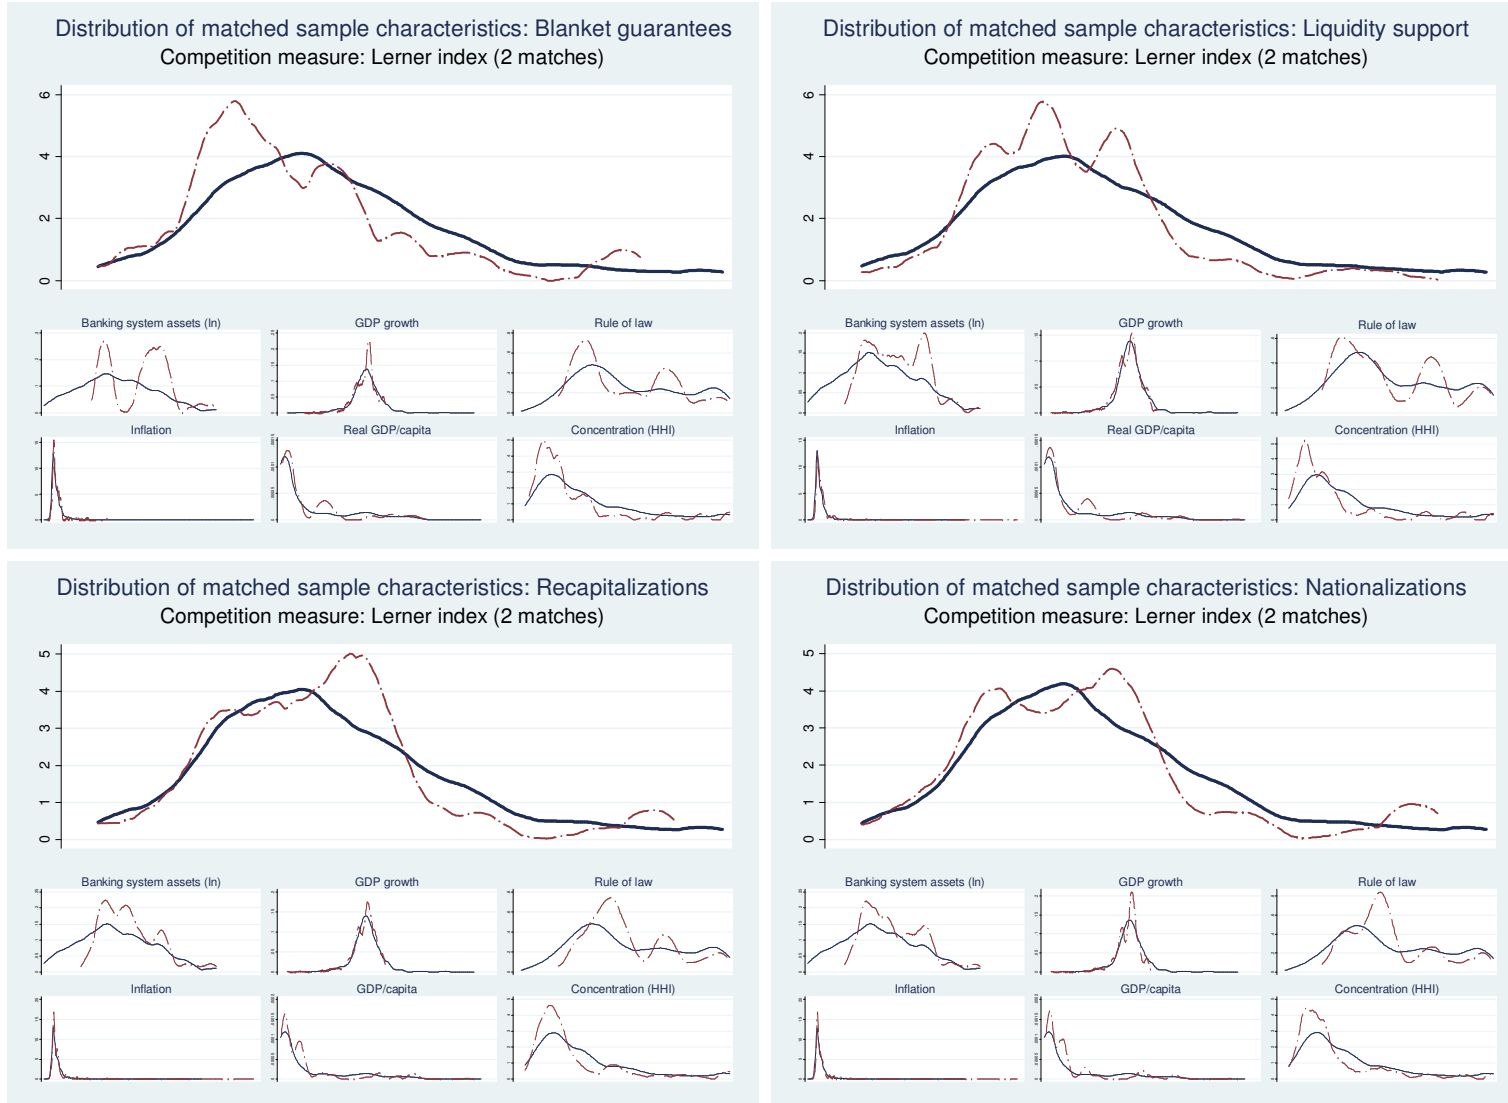 Distribution of matched sample characteristics: Blanket guarantees
Competition measure: Lerner index (2 matches)
6
4
2
0
Banking system assets (ln)
GDP growth
Rule of law
Inflation
Real GDP/capita
Concentration (HHI)
Distribution of matched sample characteristics: Liquidity support
Competition measure: Lerner index (2 matches)
6
4
2
0
Banking system assets (ln)
GDP growth
Rule of law
Inflation
Real GDP/capita
Concentration (HHI)
Distribution of matched sample characteristics: Recapitalizations
Competition measure: Lerner index (2 matches)
5
4
3
2
1
0
Banking system assets (ln)
GDP growth
Rule of law
Inflation
GDP/capita
Concentration (HHI)
Distribution of matched sample characteristics: Nationalizations
Competition measure: Lerner index (2 matches)
5
4
3
2
1
0
Banking system assets (ln)
GDP growth
Rule of law
Inflation
GDP/capita
Concentration (HHI)